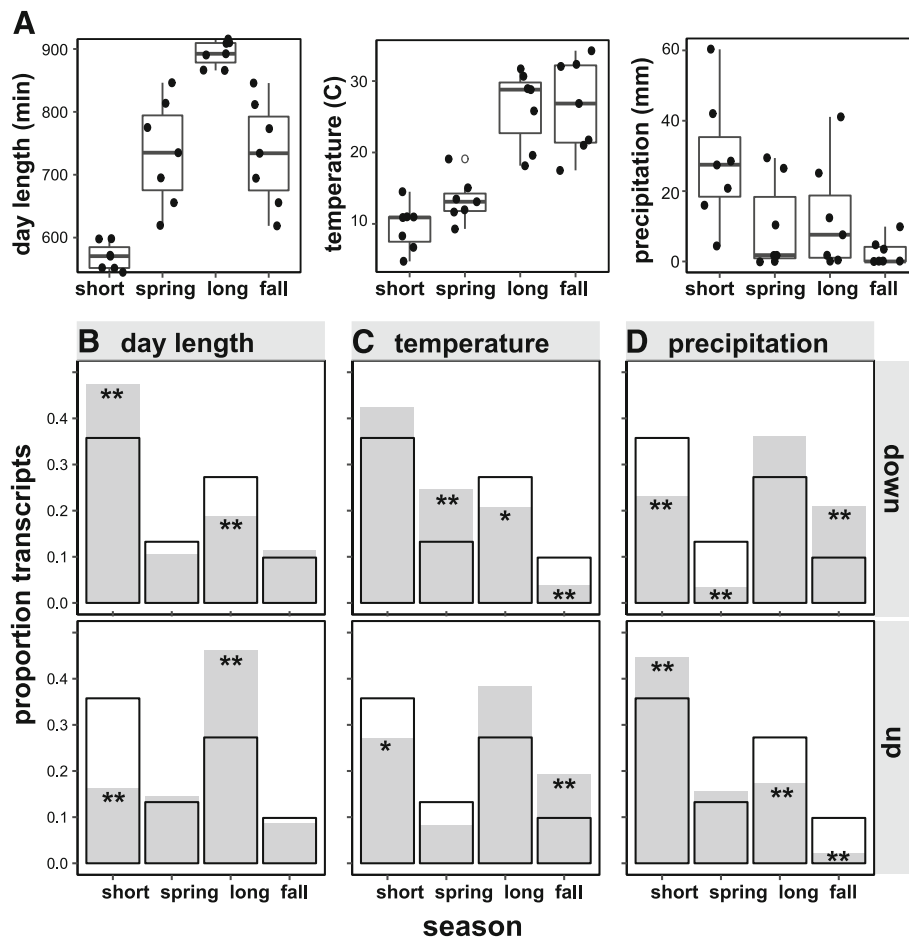 A
day length (min)
900
800
700
600
short spring long fall
temperature (C)
30
20
10
short spring long fall
precipitation (mm)
60
40
20
0
short spring long fall
B day length
C temperature
D precipitation
proportion transcripts
0.4
0.3
0.2
0.1
0.0
**
**
**
*
**
**
**
**
down
0.4
0.3
0.2
0.1
0.0
**
**
*
**
**
**
**
up
short spring long fall
short spring long fall
short spring long fall
season